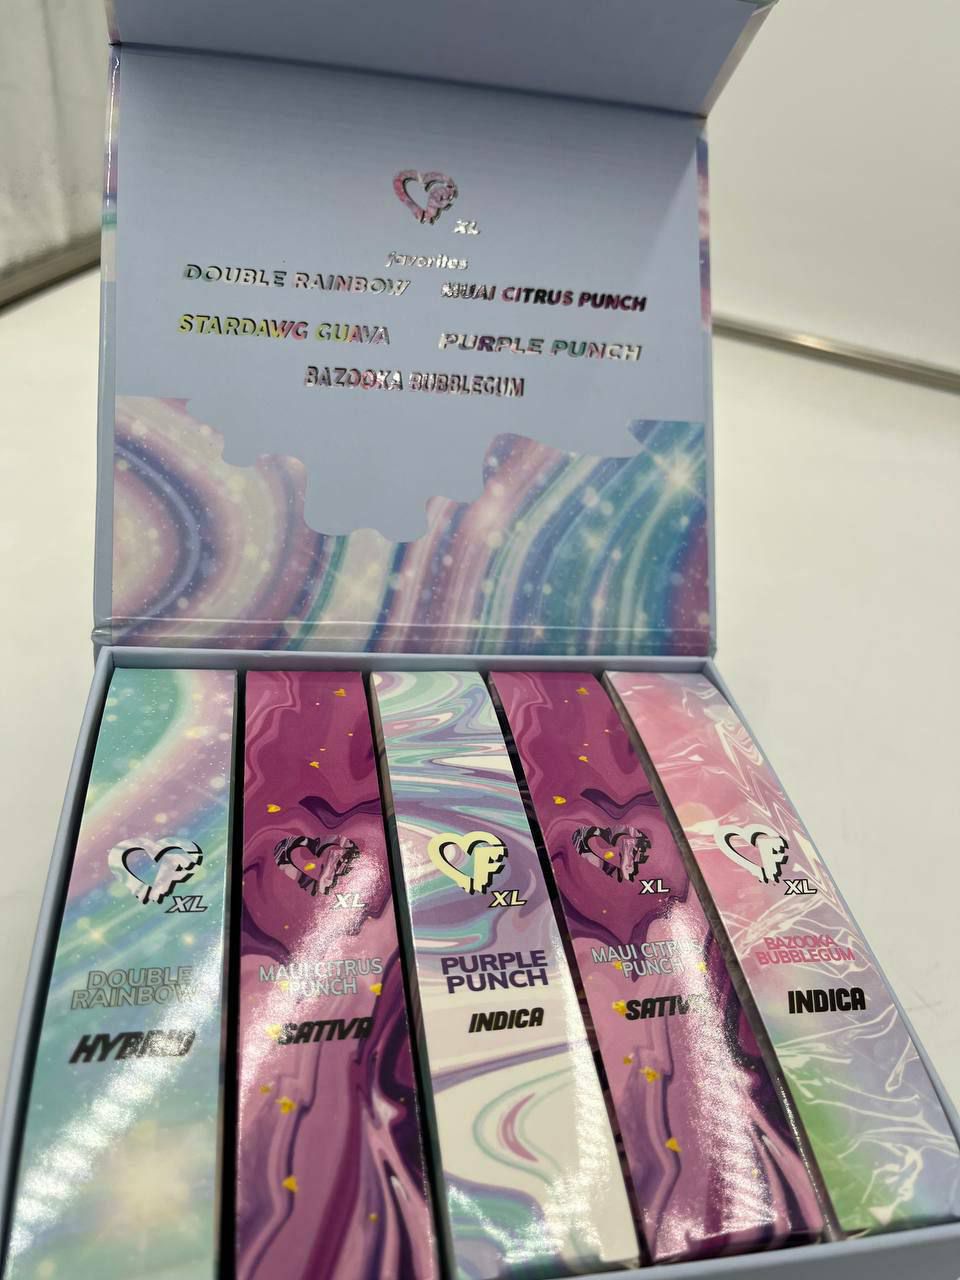 F XL
favorites
DOUBLE RAINBOW MUAI CITRUS PUNCH
STARDAWG GUAVA PURPLE PUNCH
BAZOOKA BUBBLEGUM
F XL
DOUBLE
RAINBOW
HYBRID
F XL
MAUI CITRUS
PUNCH
SATIVA
F XL
PURPLE
PUNCH
INDICA
F XL
MAUI CITRUS
PUNCH
SATIVA
F XL
BAZOOKA
BUBBLEGUM
INDICA